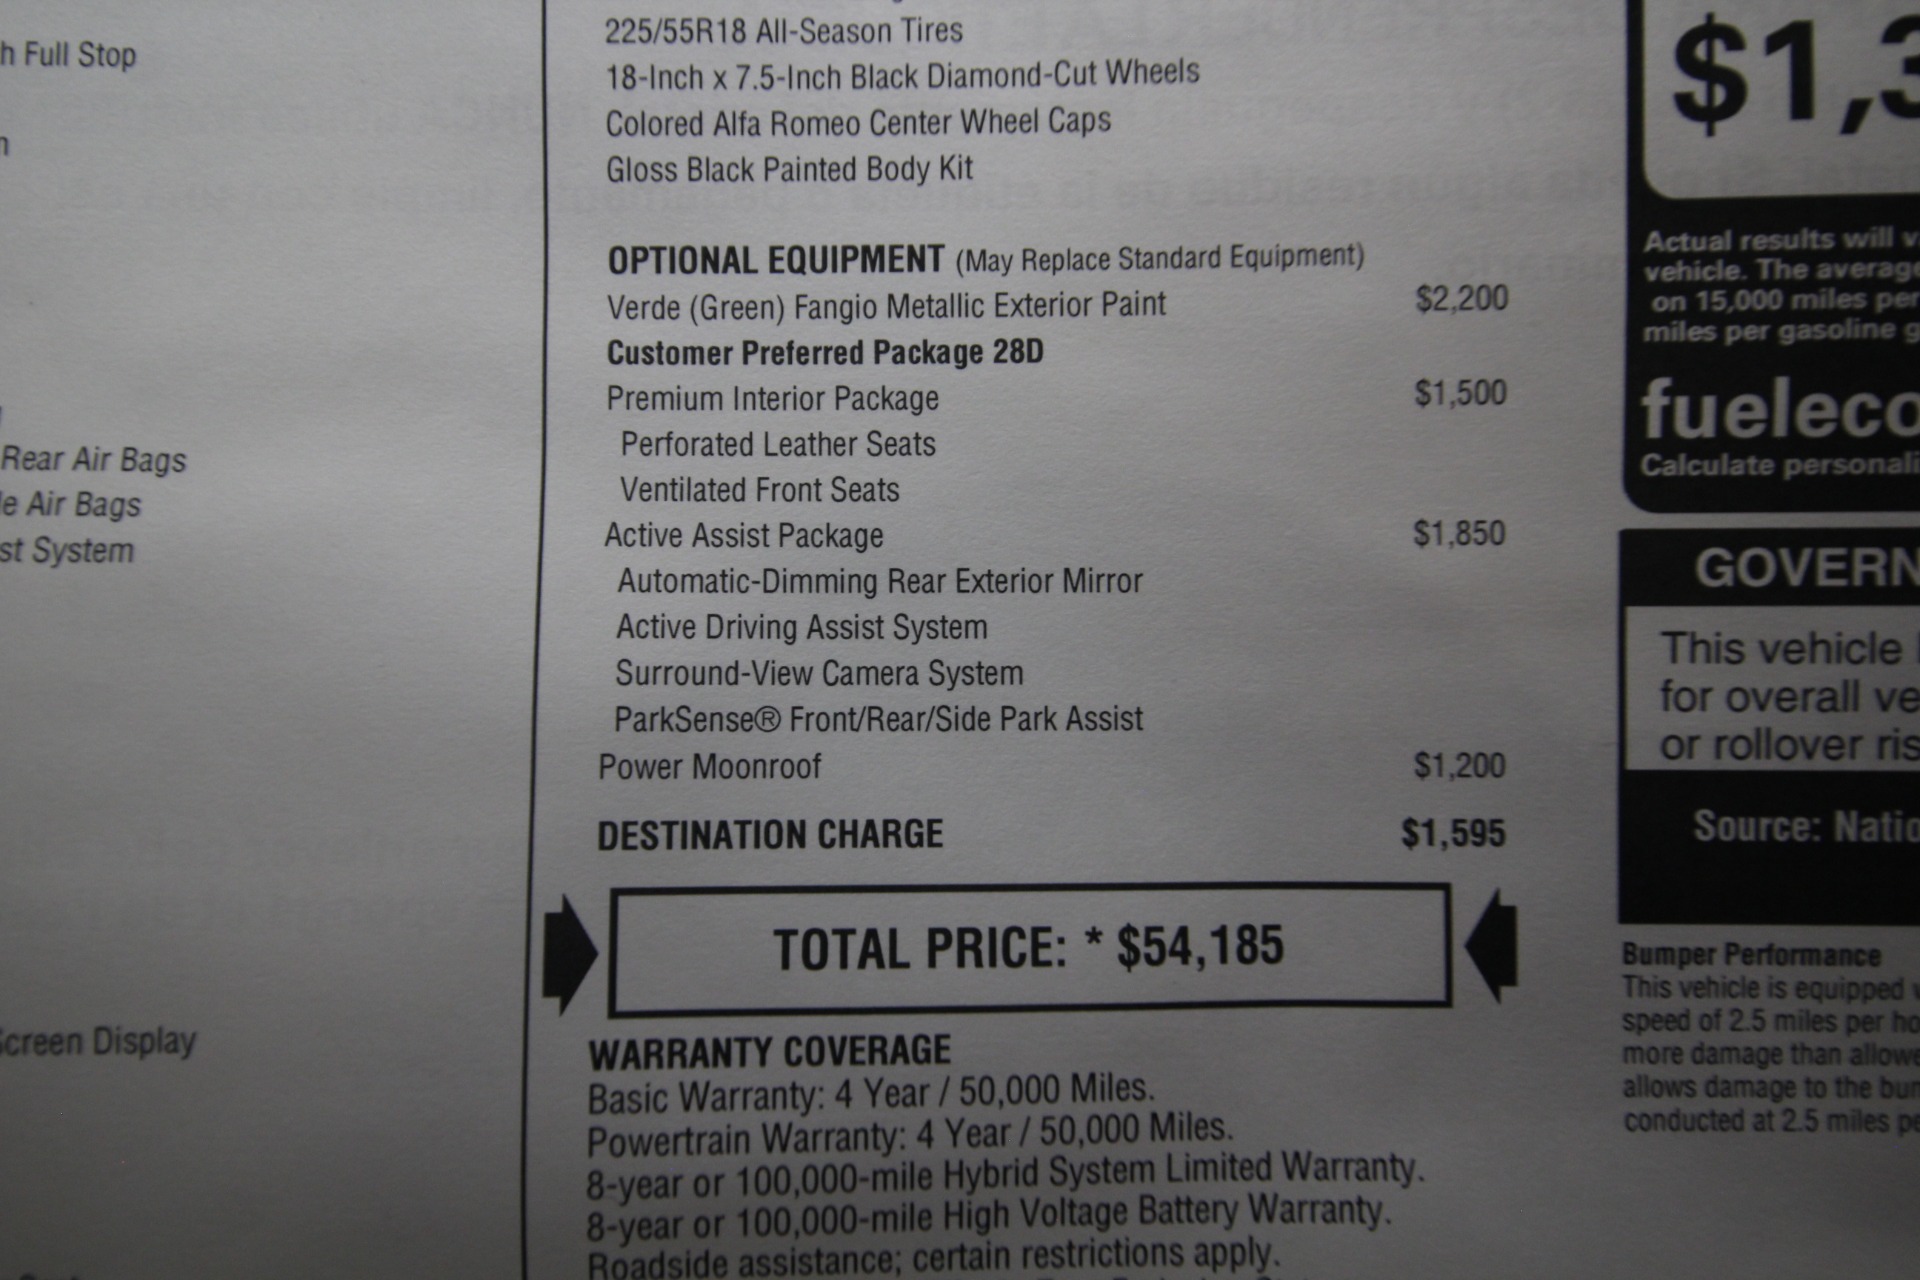 h Full Stop
Rear Air Bags
Air Bags
System
Screen Display
225/55R18 All-Season Tires
18-Inch x 7.5-Inch Black Diamond-Cut Wheels
Colored Alfa Romeo Center Wheel Caps
Gloss Black Painted Body Kit
OPTIONAL EQUIPMENT (May Replace Standard Equipment)
Verde (Green) Fangio Metallic Exterior Paint $2,200
Customer Preferred Package 28D
Premium Interior Package $1,500
Perforated Leather Seats
Ventilated Front Seats
Active Assist Package $1,850
Automatic-Dimming Rear Exterior Mirror
Active Driving Assist System
Surround-View Camera System
ParkSense® Front/Rear/Side Park Assist
Power Moonroof $1,200
DESTINATION CHARGE $1,595
TOTAL PRICE: * $54,185
WARRANTY COVERAGE
Basic Warranty: 4 Year / 50,000 Miles.
Powertrain Warranty: 4 Year / 50,000 Miles.
8-year or 100,000-mile Hybrid System Limited Warranty.
8-year or 100,000-mile High Voltage Battery Warranty.
Roadside assistance; certain restrictions apply.
$1,3
Actual results will v
vehicle. The average
on 15,000 miles per
miles per gasoline g
fueleco
Calculate personali
GOVERN
This vehicle
for overall ve
or rollover ris
Source: Natio
Bumper Performance
This vehicle is equipped
speed of 2.5 miles per ho
more damage than allowe
allows damage to the bum
conducted at 2.5 miles pe